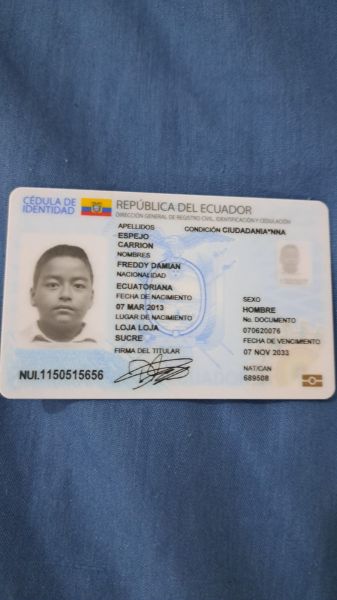 CÉDULA DE
IDENTIDAD
REPÚBLICA DEL ECUADOR
DIRECCIÓN GENERAL DE REGISTRO CIVIL, IDENTIFICACIÓN Y CEDULACIÓN
APELLIDOS
CONDICIÓN CIUDADANIA*NNA
ESPEJO
CARRION
NOMBRES
FREDDY DAMIAN
NACIONALIDAD
ECUATORIANA
FECHA DE NACIMIENTO
SEXO
07 MAR 2013
HOMBRE
LUGAR DE NACIMIENTO
No. DOCUMENTO
LOJA LOJA
070620076
SUCRE
FECHA DE VENCIMIENTO
FIRMA DEL TITULAR
07 NOV 2033
NAT/CAN
NUI.1150515656
689508